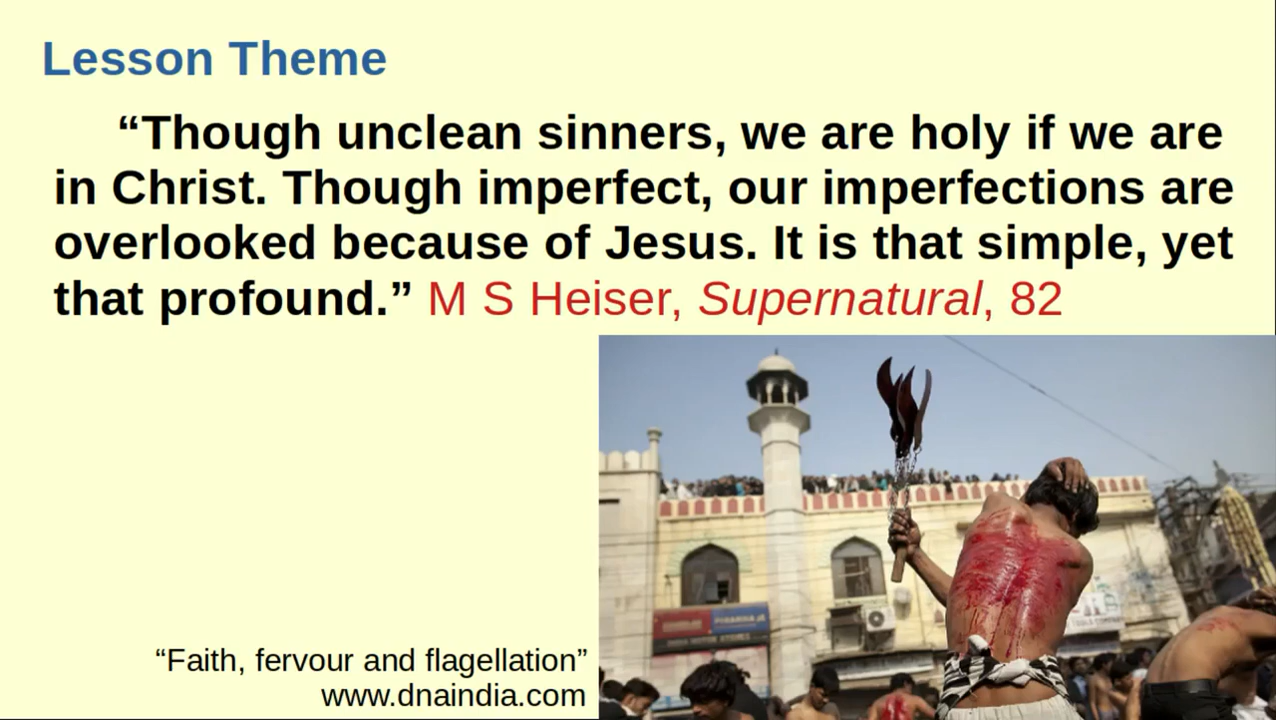 Lesson Theme
“Though unclean sinners, we are holy if we are
in Christ. Though imperfect, our imperfections are
overlooked because of Jesus. It is that simple, yet
that profound.” M S Heiser, Supernatural, 82
“Faith, fervour and flagellation”
www.dnaindia.com